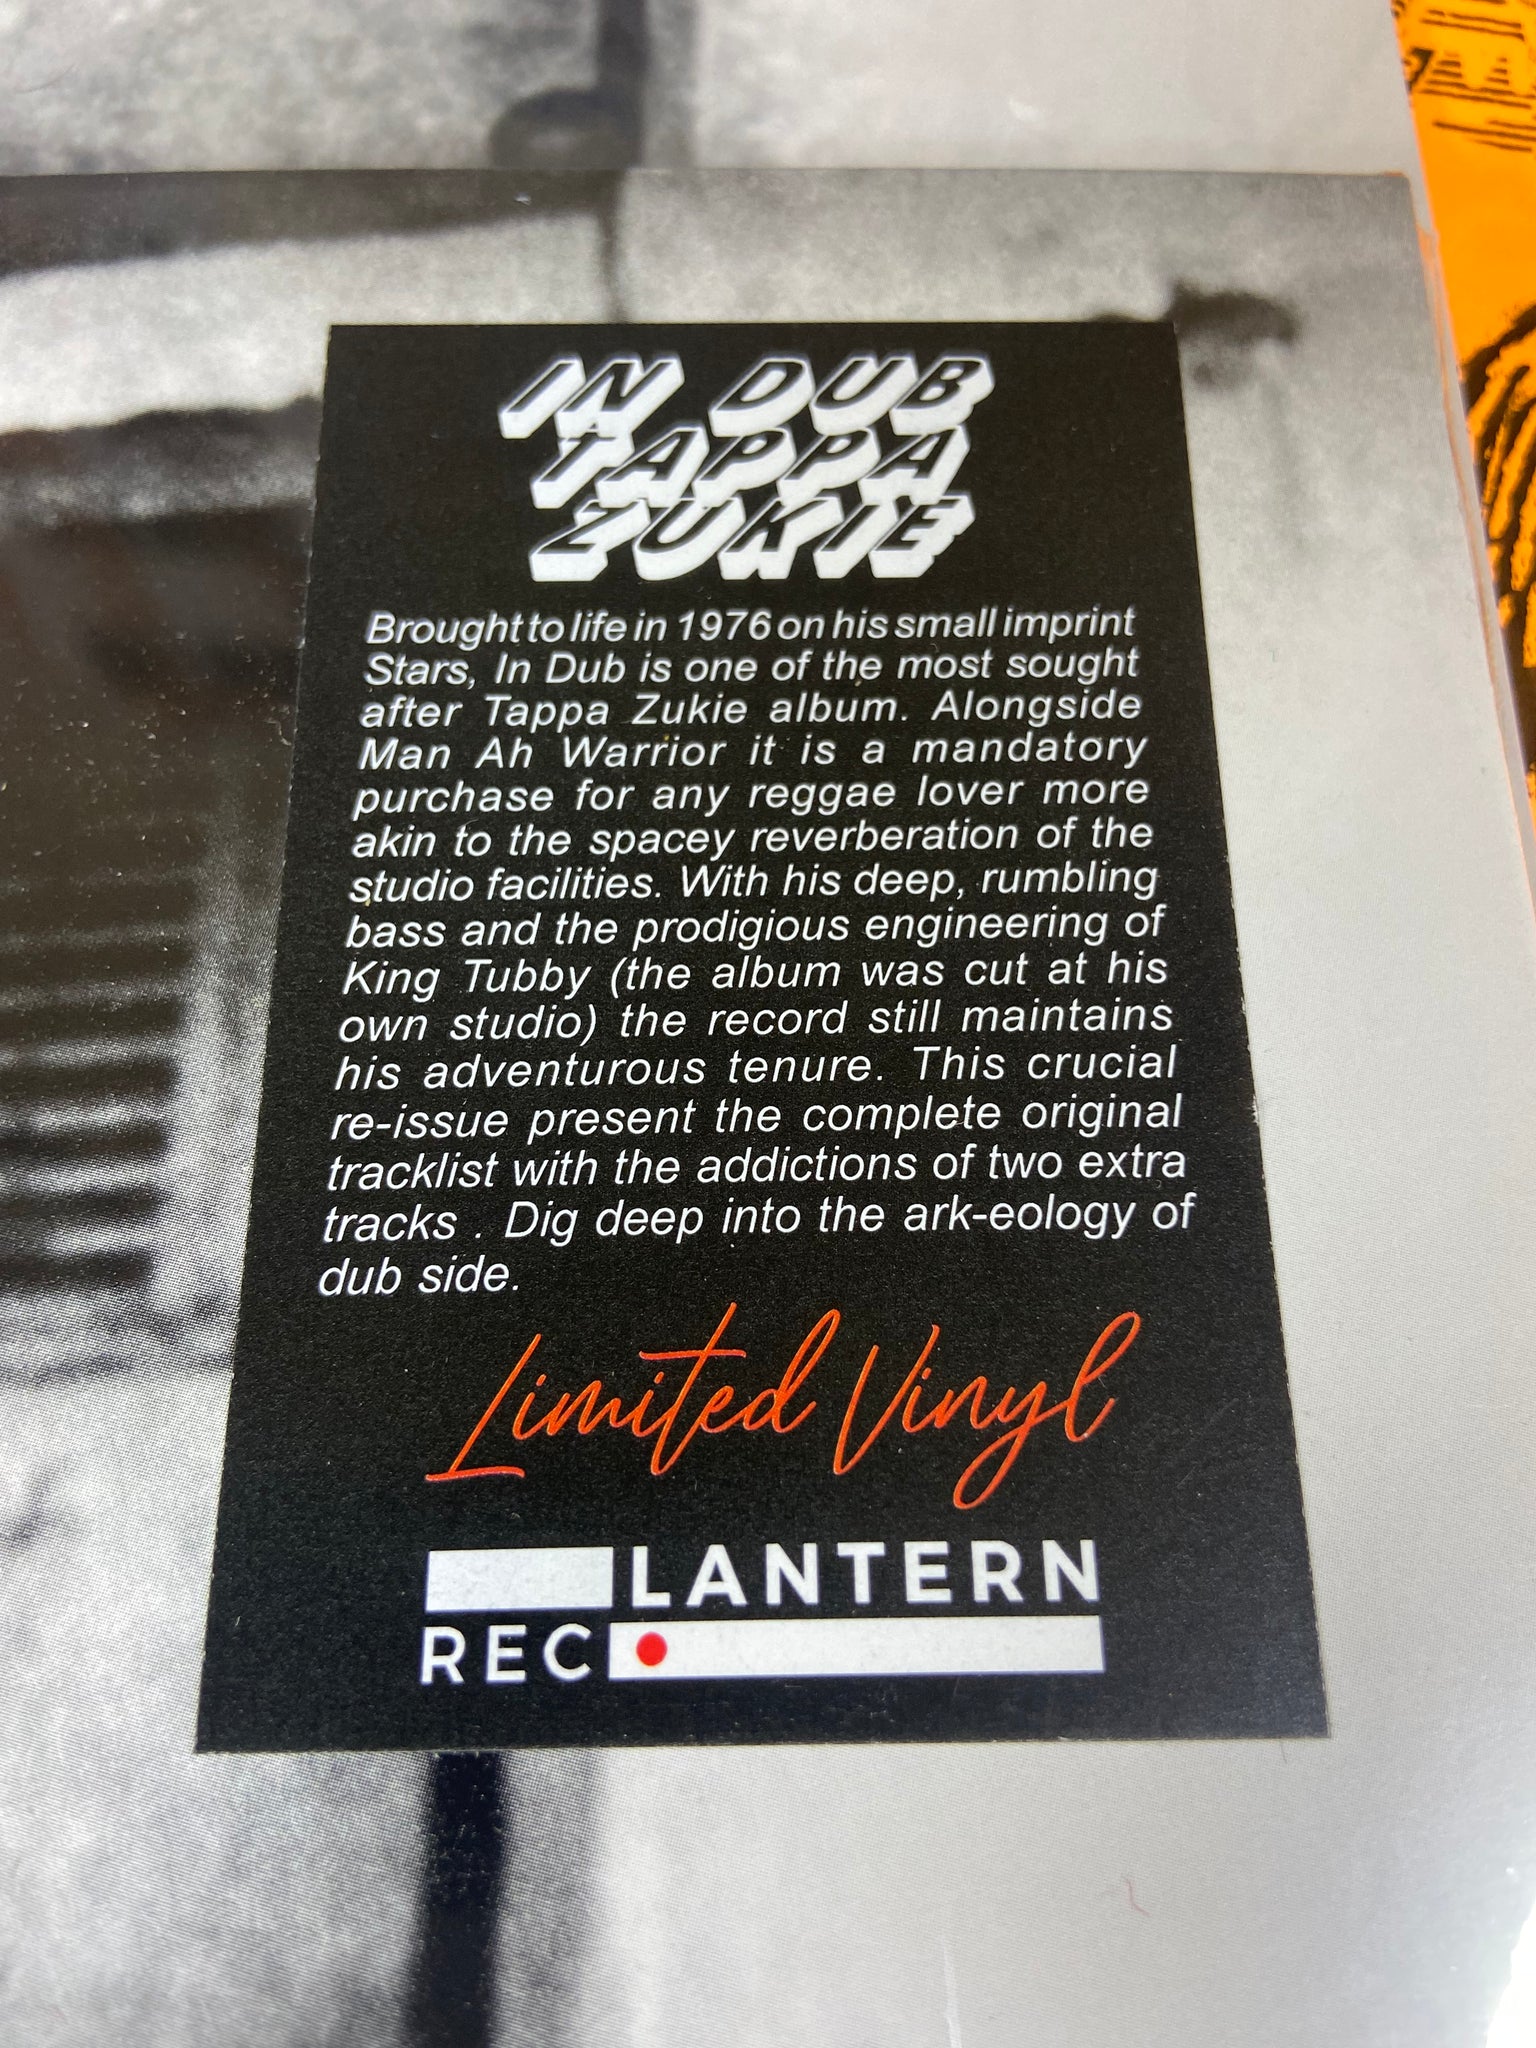 IN DUB
TAPPA
ZUKIE
Brought to life in 1976 on his small imprint
Stars, In Dub is one of the most sought
after Tappa Zukie album. Alongside
Man Ah Warrior it is a mandatory
purchase for any reggae lover more
akin to the spacey reverberation of the
studio facilities. With his deep, rumbling
bass and the prodigious engineering of
King Tubby (the album was cut at his
own studio) the record still maintains
his adventurous tenure. This crucial
re-issue present the complete original
tracklist with the addictions of two extra
tracks . Dig deep into the ark-eology of
dub side.
Limited Vinyl
LANTERN
REC